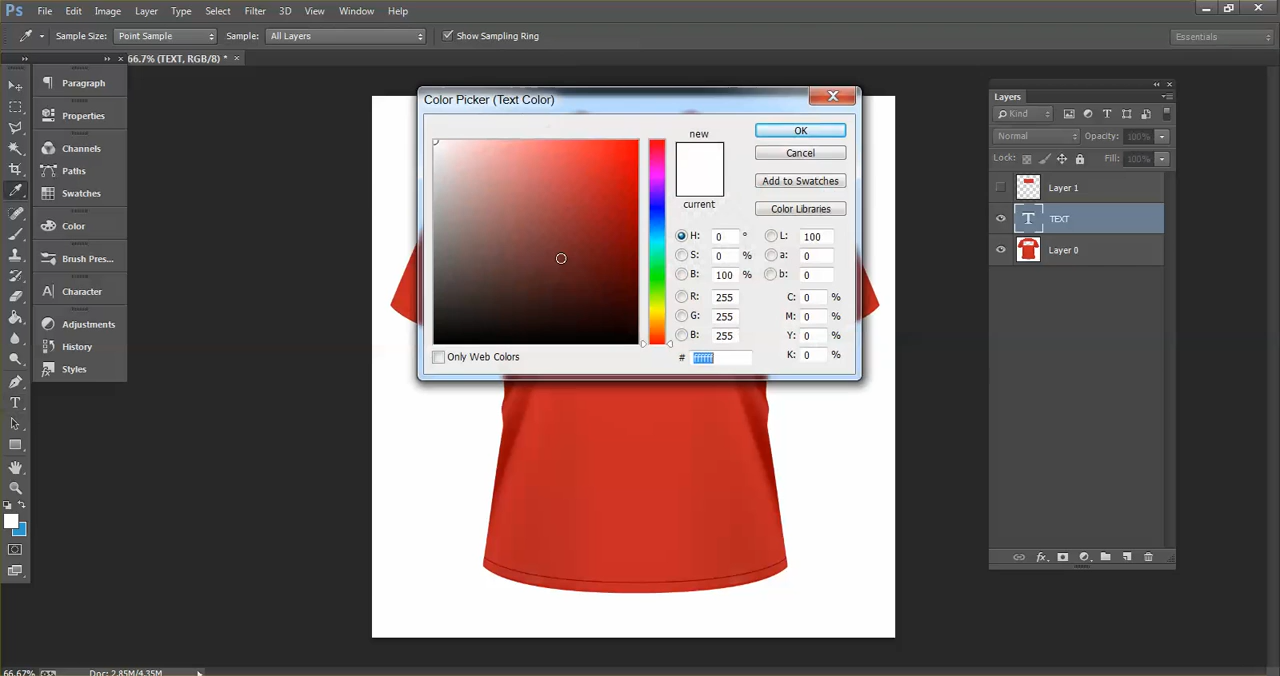 Ps File Edit Image Layer Type Select Filter 3D View Window Help
Sample Size: Point Sample Sample: All Layers Show Sampling Ring Essentials
66.7% (TEXT, RGB/8) * ×
Paragraph
Properties
Channels
Paths
Swatches
Color
Brush Pres...
Character
Adjustments
History
Styles
Color Picker (Text Color)
new
current
OK
Cancel
Add to Swatches
Color Libraries
H: 0 ° L: 100
S: 0 % a: 0
B: 100 % b: 0
R: 255 C: 0 %
G: 255 M: 0 %
B: 255 Y: 0 %
# ffffff K: 0 %
Only Web Colors
Layers
Kind
Normal Opacity: 100%
Lock: Fill: 100%
Layer 1
T TEXT
Layer 0
fx
66.67% Doc: 2.85M/4.35M